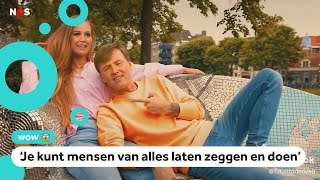 NOS
WOW 😱
'Je kunt mensen van alles laten zeggen en doen'